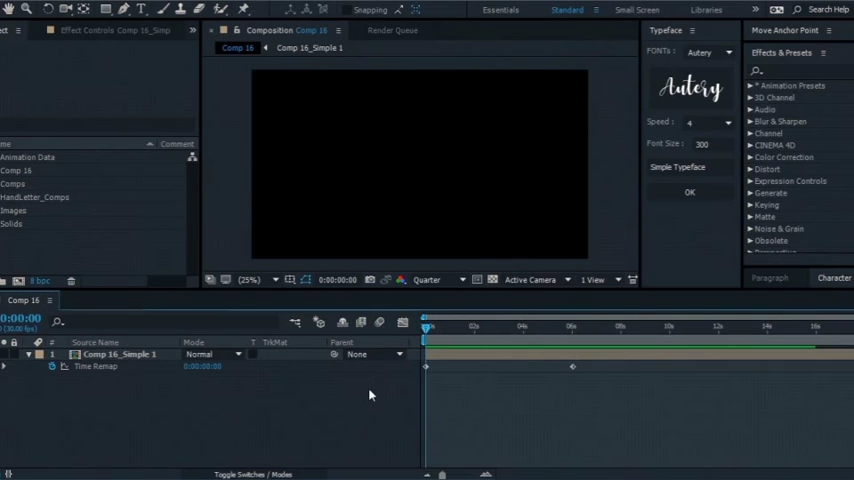 Snapping
Essentials
Standard
Small Screen
Libraries
Search Help
ct
Effect Controls Comp 16_Simp
Composition Comp 16
Render Queue
Comp 16
Comp 16_Simple 1
me
Comment
Animation Data
Comp 16
Comps
HandLetter_Comps
Images
Solids
8 bpc
(25%)
0:00:00:00
Quarter
Active Camera
1 View
Typeface
FONTs:
Autery
Autery
Speed:
4
Font Size:
300
Simple Typeface
OK
Move Anchor Point
Effects & Presets
* Animation Presets
3D Channel
Audio
Blur & Sharpen
Channel
CINEMA 4D
Color Correction
Distort
Expression Controls
Generate
Keying
Matte
Noise & Grain
Obsolete
Paragraph
Character
Comp 16
0:00:00
0 (30.00 fps)
02s
04s
06s
08s
10s
12s
14s
16s
#
Source Name
Mode
T
TrkMat
Parent
1
Comp 16_Simple 1
Normal
None
Time Remap
0:00:00:00
Toggle Switches / Modes